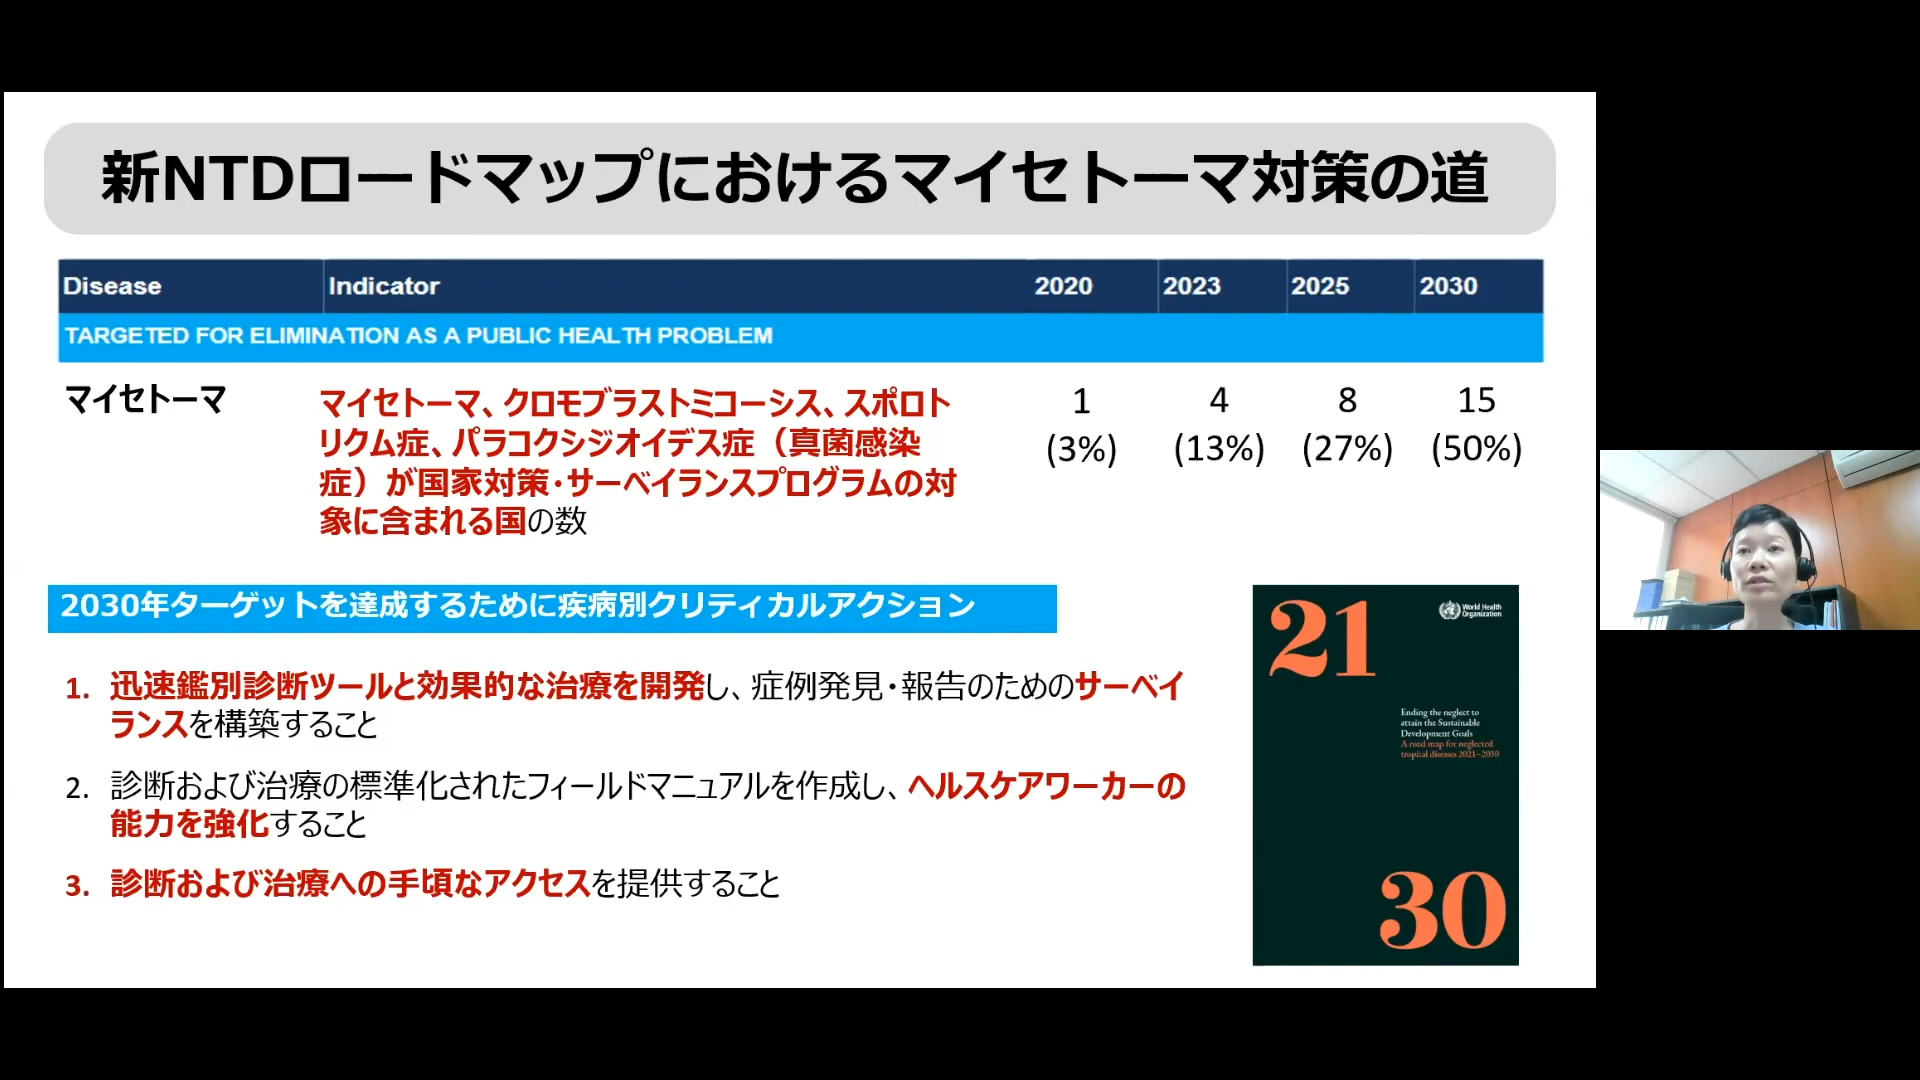 新NTDロードマップにおけるマイセトーマ対策の道
Disease Indicator 2020 2023 2025 2030
TARGETED FOR ELIMINATION AS A PUBLIC HEALTH PROBLEM
マイセトーマ
マイセトーマ、クロモブラストミコーシス、スポロト
リクム症、パラコクシジオイデス症（真菌感染
症）が国家対策・サーベイランスプログラムの対
象に含まれる国の数
1 4 8 15
(3%) (13%) (27%) (50%)
2030年ターゲットを達成するために疾病別クリティカルアクション
1. 迅速鑑別診断ツールと効果的な治療を開発し、症例発見・報告のためのサーベイ
ランスを構築すること
2. 診断および治療の標準化されたフィールドマニュアルを作成し、ヘルスケアワーカーの
能力を強化すること
3. 診断および治療への手頃なアクセスを提供すること
21
World Health
Organization
Ending the neglect to
attain the Sustainable
Development Goals
A road map for neglected
tropical diseases 2021–2030
30